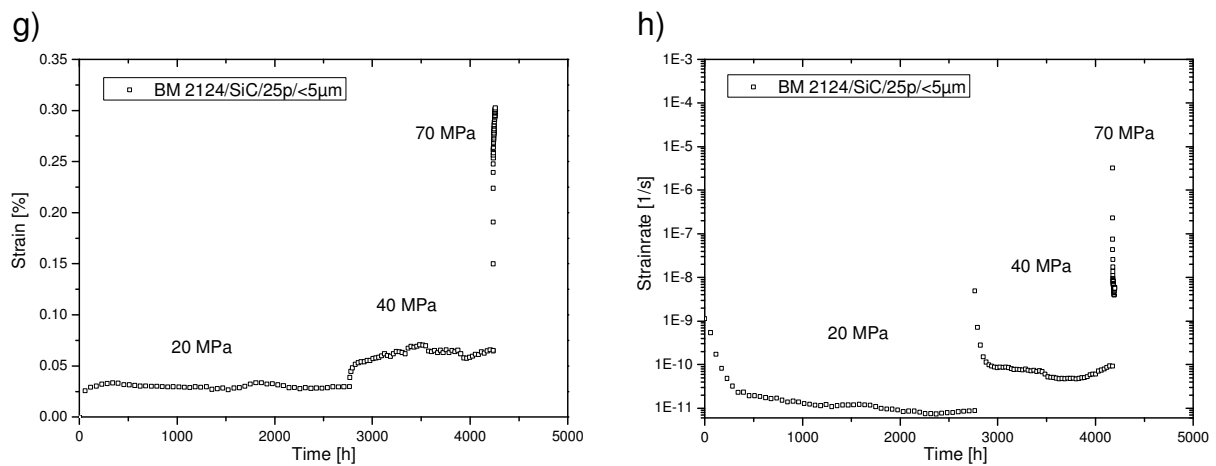 g)
0.35
0.30
0.25
0.20
0.15
0.10
0.05
0.00
Strain [%]
BM 2124/SiC/25p/<5µm
70 MPa
40 MPa
20 MPa
0 1000 2000 3000 4000 5000
Time [h]
h)
1E-3
1E-4
1E-5
1E-6
1E-7
1E-8
1E-9
1E-10
1E-11
Strainrate [1/s]
BM 2124/SiC/25p/<5µm
70 MPa
40 MPa
20 MPa
0 1000 2000 3000 4000 5000
Time [h]